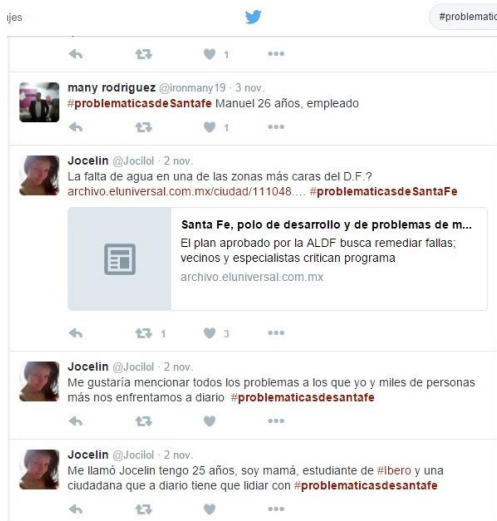 ajes
#problematic
1
many rodriguez @ironmany19 · 3 nov.
#problematicasdeSantafe Manuel 26 años, empleado
1
Jocelin @Jocilol · 2 nov.
La falta de agua en una de las zonas más caras del D.F.?
archivo.eluniversal.com.mx/ciudad/111048.... #problematicasdeSantaFe
Santa Fe, polo de desarrollo y de problemas de m...
El plan aprobado por la ALDF busca remediar fallas;
vecinos y especialistas critican programa
archivo.eluniversal.com.mx
1 3
Jocelin @Jocilol · 2 nov.
Me gustaría mencionar todos los problemas a los que yo y miles de personas
más nos enfrentamos a diario #problematicasdesantafe
Jocelin @Jocilol · 2 nov.
Me llamó Jocelin tengo 25 años, soy mamá, estudiante de #Ibero y una
ciudadana que a diario tiene que lidiar con #problematicasdesantafe